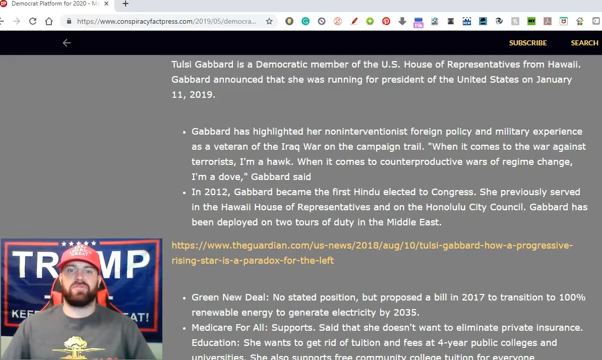 Democrat Platform for 2020 - M
https://www.conspiracyfactpress.com/2019/05/democra...
SUBSCRIBE SEARCH
Tulsi Gabbard is a Democratic member of the U.S. House of Representatives from Hawaii.
Gabbard announced that she was running for president of the United States on January
11, 2019.
Gabbard has highlighted her noninterventionist foreign policy and military experience
as a veteran of the Iraq War on the campaign trail. "When it comes to the war against
terrorists, I'm a hawk. When it comes to counterproductive wars of regime change,
I'm a dove," Gabbard said
In 2012, Gabbard became the first Hindu elected to Congress. She previously served
in the Hawaii House of Representatives and on the Honolulu City Council. Gabbard has
been deployed on two tours of duty in the Middle East.
https://www.theguardian.com/us-news/2018/aug/10/tulsi-gabbard-how-a-progressive-
rising-star-is-a-paradox-for-the-left
TRUMP
Green New Deal: No stated position, but proposed a bill in 2017 to transition to 100%
renewable energy to generate electricity by 2035.
Medicare For All: Supports. Said that she doesn't want to eliminate private insurance.
Education: She wants to get rid of tuition and fees at 4-year public colleges and
universities. She also supports free community college tuition for everyone